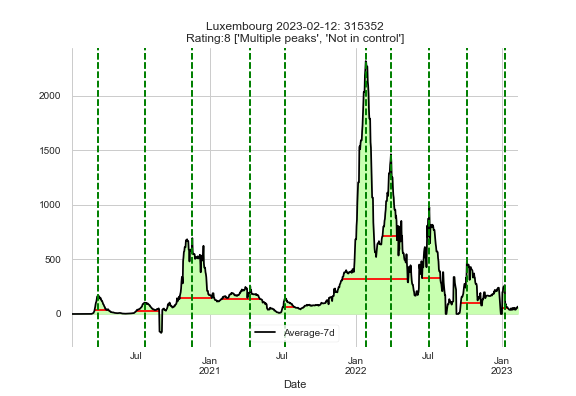 Luxembourg 2023-02-12: 315352
Rating:8 ['Multiple peaks', 'Not in control']
2000
1500
1000
500
0
Average-7d
Jul
Jan
2021
Jul
Jan
2022
Jul
Jan
2023
Date